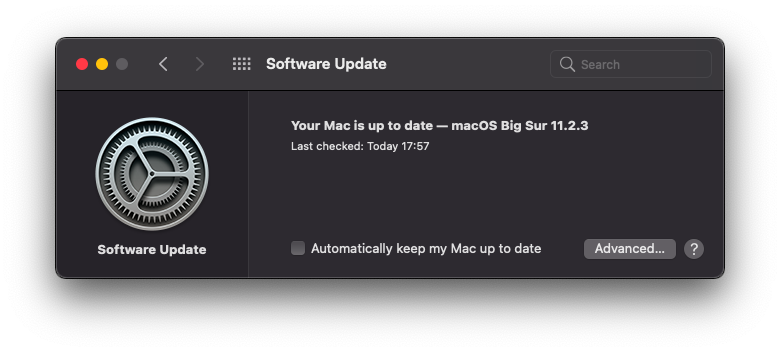 Software Update
Search
Your Mac is up to date — macOS Big Sur 11.2.3
Last checked: Today 17:57
Software Update
Automatically keep my Mac up to date
Advanced...
?